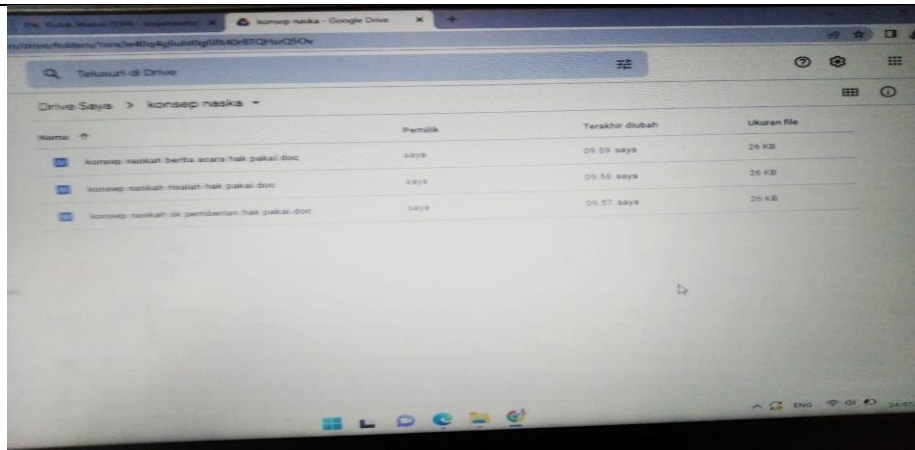 konsep naska - Google Drive
Telusuri di Drive
Drive Saya > konsep naska
Nama Pemilik Terakhir diubah Ukuran file
konsep naskah berita acara hak pakai.doc saya 09.59 saya 26 KB
konsep naskah risalah hak pakai.doc saya 09.59 saya 26 KB
konsep naskah sk pemberian hak pakai.doc saya 09.57 saya 26 KB
ENG